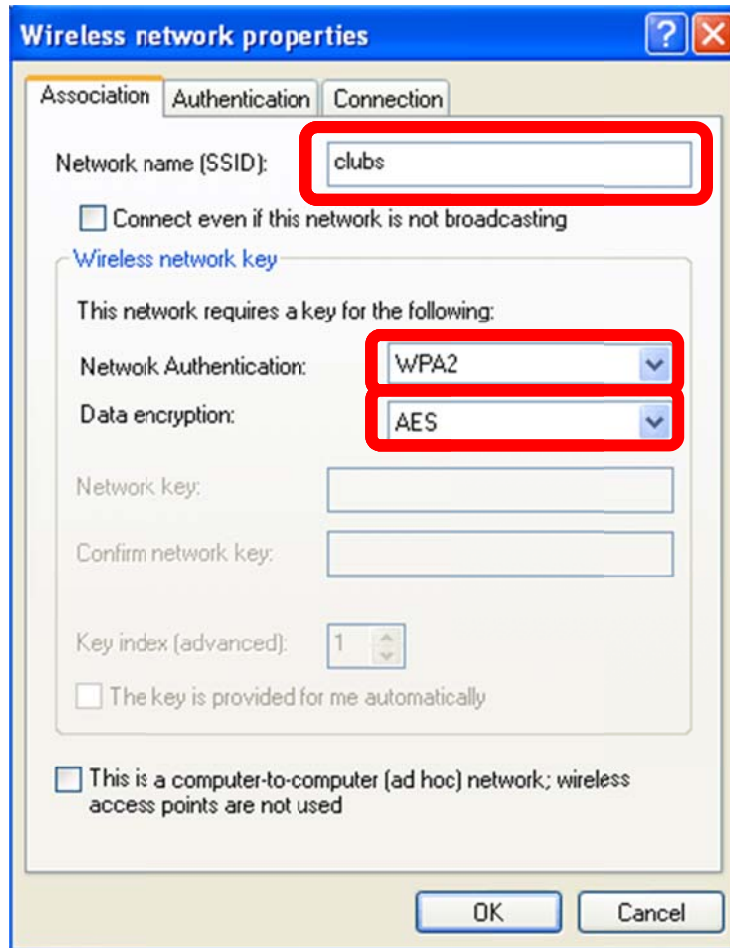 Wireless network properties
Association Authentication Connection
Network name (SSID): clubs
Connect even if this network is not broadcasting
Wireless network key
This network requires a key for the following:
Network Authentication: WPA2
Data encryption: AES
Network key:
Confirm network key:
Key index (advanced): 1
The key is provided for me automatically
This is a computer-to-computer (ad hoc) network; wireless
access points are not used
OK Cancel